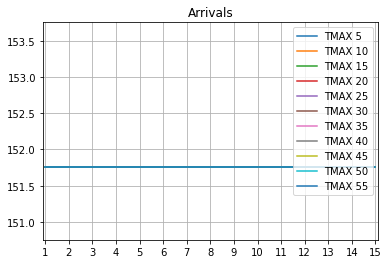 Arrivals
153.5
153.0
152.5
152.0
151.5
151.0
TMAX 5
TMAX 10
TMAX 15
TMAX 20
TMAX 25
TMAX 30
TMAX 35
TMAX 40
TMAX 45
TMAX 50
TMAX 55
1 2 3 4 5 6 7 8 9 10 11 12 13 14 15